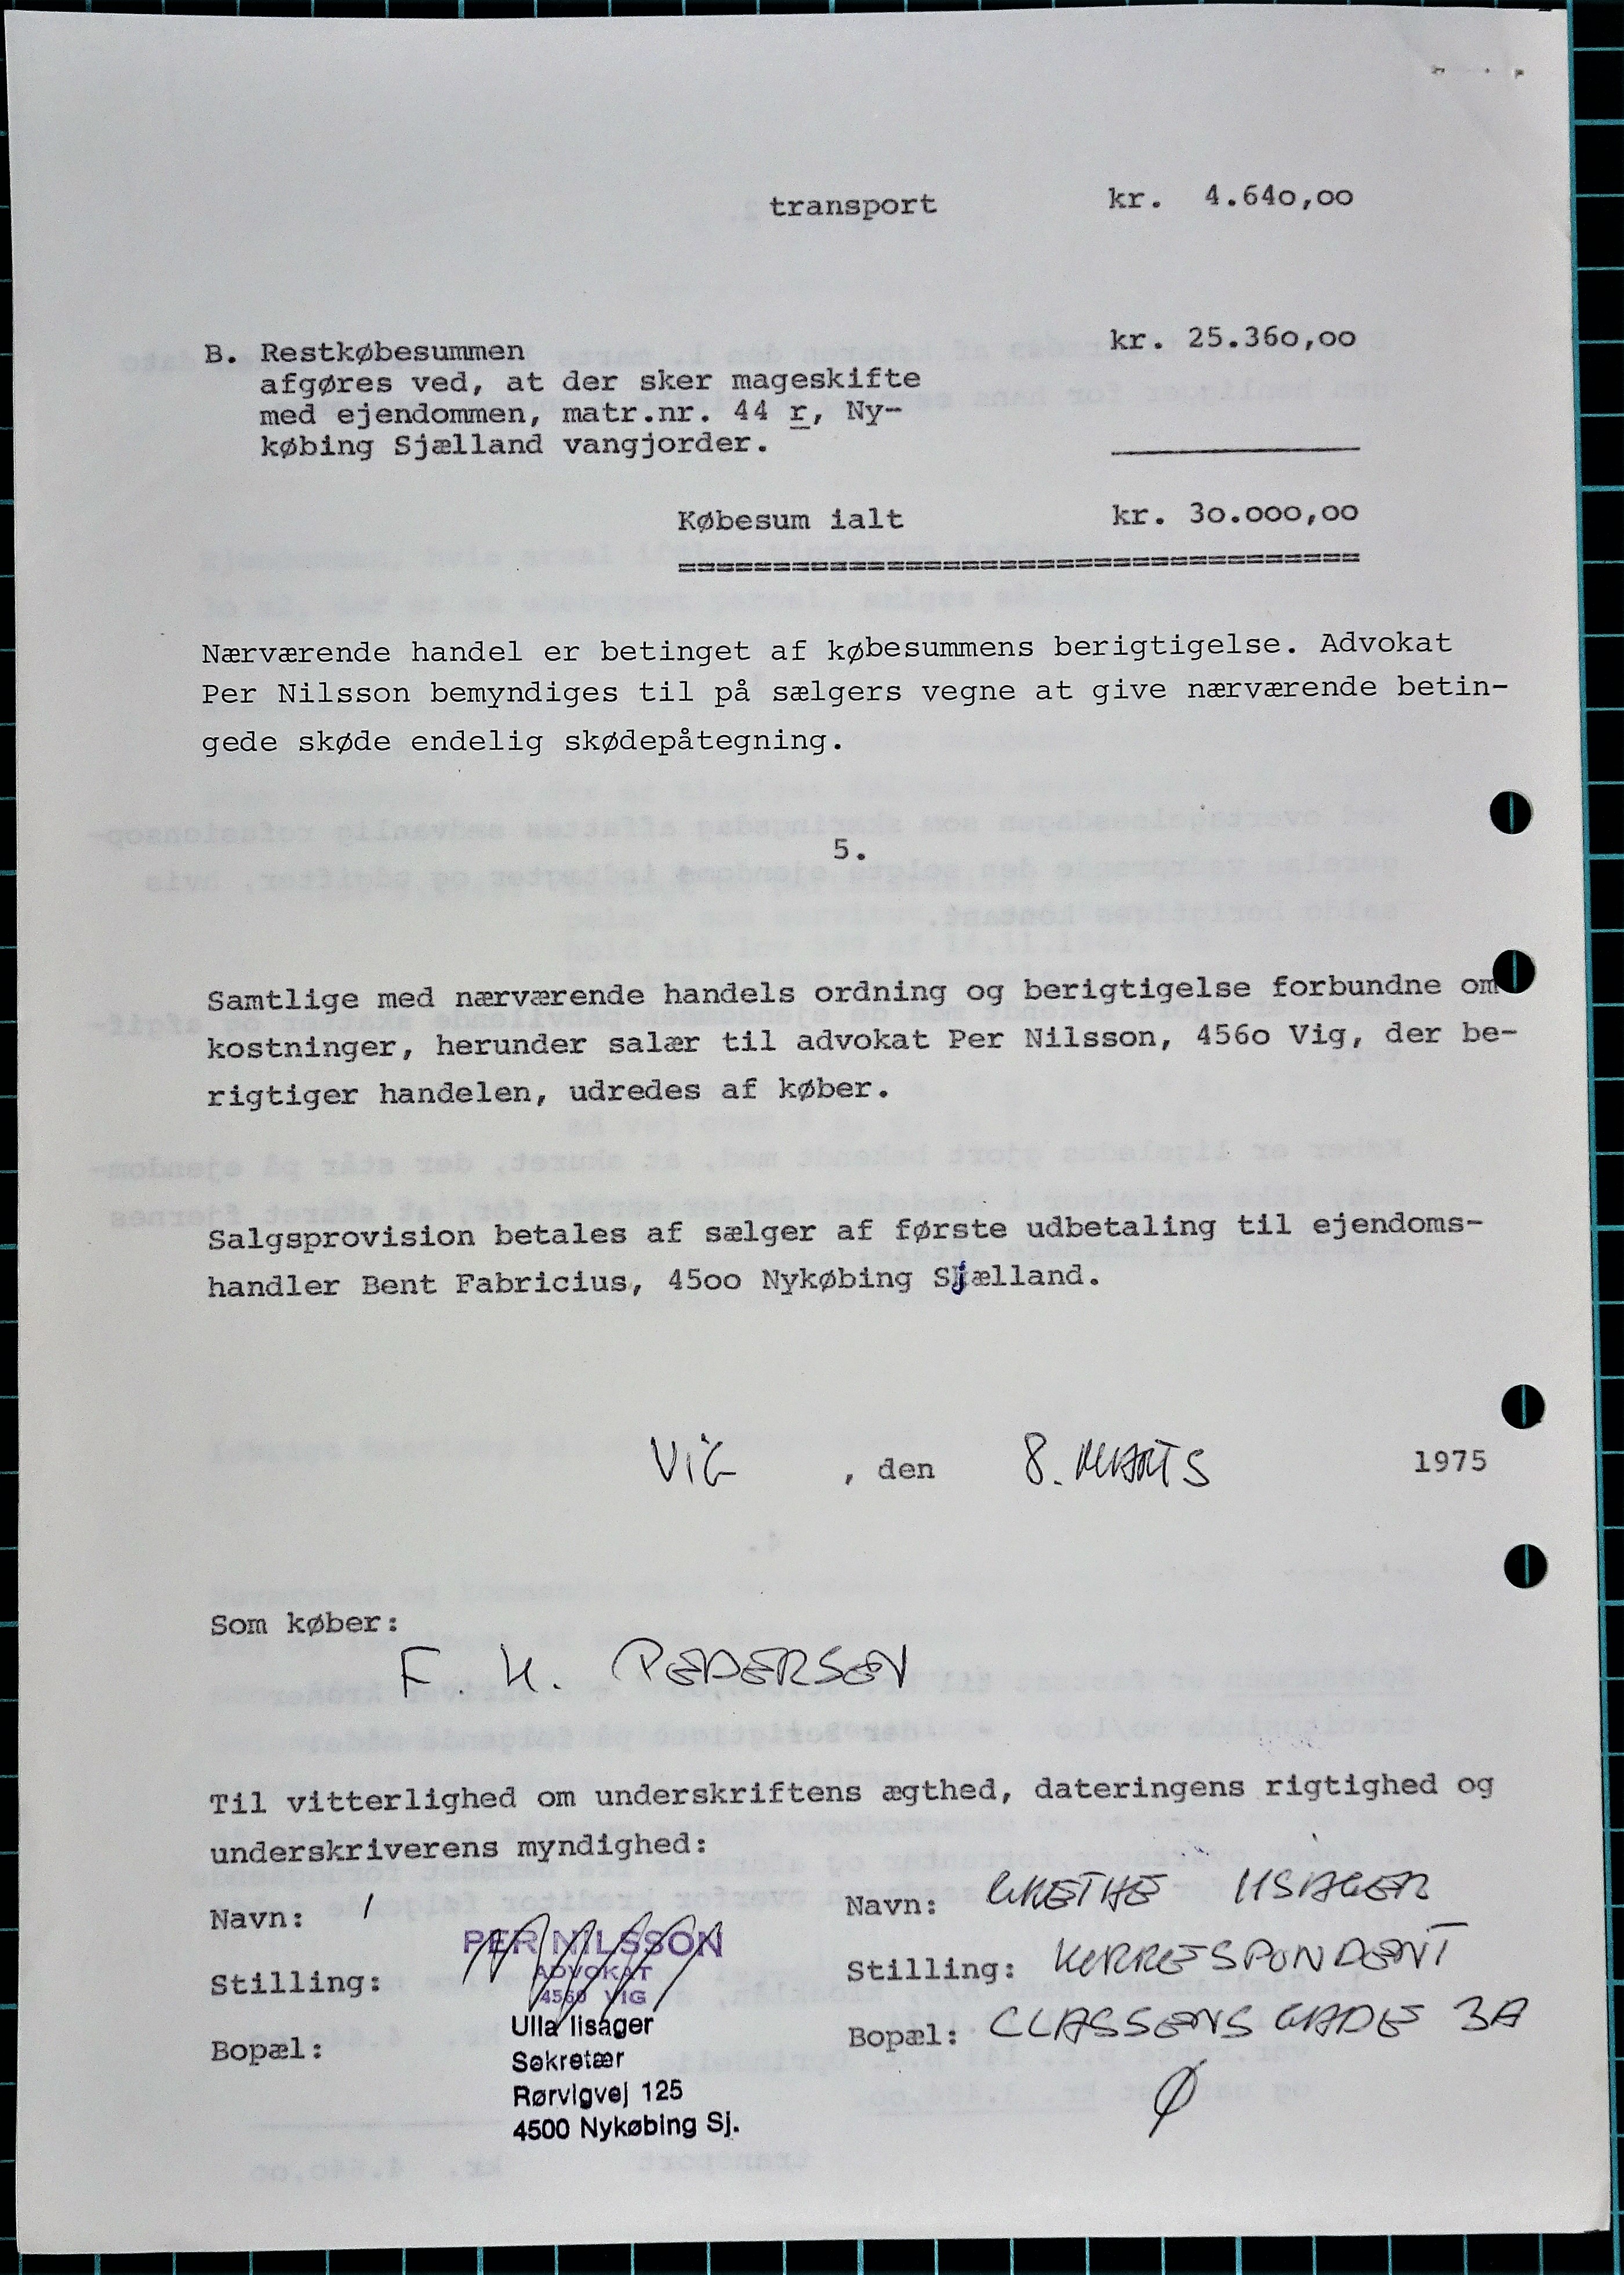 transport kr. 4.640,00
B. Restkøbesummen kr. 25.360,00
afgøres ved, at der sker mageskifte
med ejendommen, matr.nr. 44 r, Ny-
købing Sjælland vangjorder.
Købesum ialt kr. 30.000,00
====================================
Nærværende handel er betinget af købesummens berigtigelse. Advokat
Per Nilsson bemyndiges til på sælgers vegne at give nærværende betin-
gede skøde endelig skødepåtegning.
5.
Samtlige med nærværende handels ordning og berigtigelse forbundne om
kostninger, herunder salær til advokat Per Nilsson, 4560 Vig, der be-
rigtiger handelen, udredes af køber.
Salgsprovision betales af sælger af første udbetaling til ejendoms-
handler Bent Fabricius, 4500 Nykøbing Sjælland.
VIG , den 8. MARTS 1975
Som køber:
F. H. PEDERSEN
Til vitterlighed om underskriftens ægthed, dateringens rigtighed og
underskriverens myndighed:
Navn: Navn: GRETHE IISAGER
PER NILSSON
Stilling: ADVOKAT Stilling: KORRESPONDENT
4560 VIG
Ulla Iisager
Bopæl: Sekretær Bopæl: CLASSENSGADE 3A
Rørvigvej 125 Ø
4500 Nykøbing Sj.